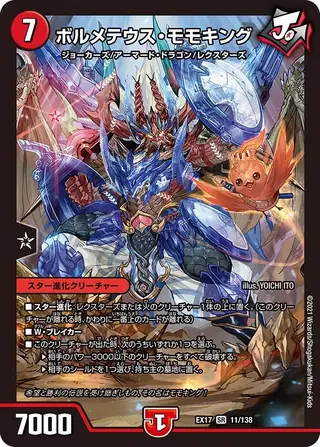 7
ボルメテウス・モモキング
ジョーカーズ/アーマード・ドラゴン/レクスターズ
J
illus. YOICHI ITO
スター進化クリーチャー
■ スター進化:レクスターズまたは火のクリーチャー1体の上に置く。(このクリーチャーが離れる時、かわりに一番上のカードが離れる)
■ W・ブレイカー
■ このクリーチャーが出た時、次のうちいずれか1つを選ぶ。
▶相手のパワー3000以下のクリーチャーをすべて破壊する。
▶相手のシールドを1つ選び、持ち主の墓地に置く。
希望と勝利の伝説を受け継ぎしもの、その名はモモキング!
7000
EX17 SR 11/138
©2021 Wizards/Shogakukan/Mitsui-Kids